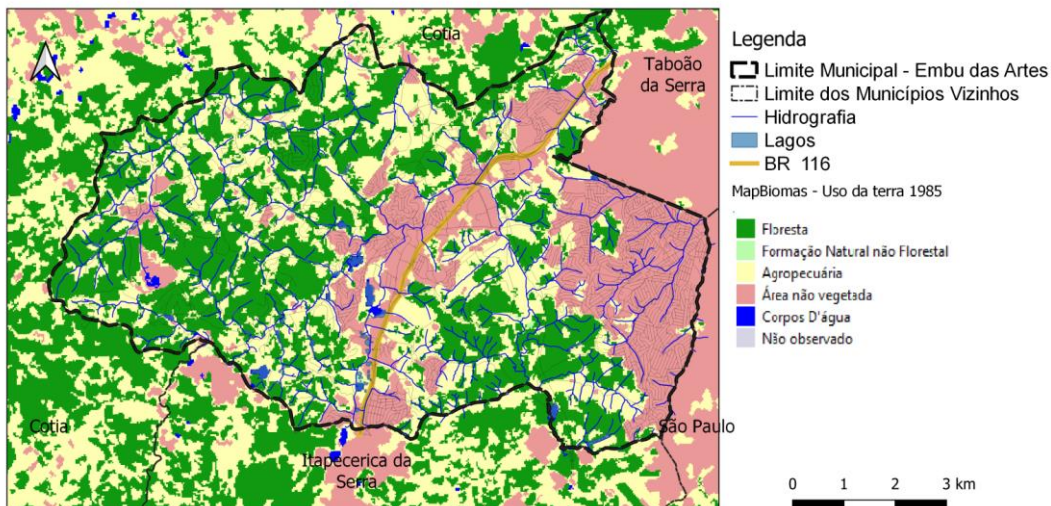 Cotia
Taboão
da Serra
Cotia
São Paulo
Itapecerica da
Serra
Legenda
Limite Municipal - Embu das Artes
Limite dos Municípios Vizinhos
Hidrografia
Lagos
BR 116
MapBiomas - Uso da terra 1985
Floresta
Formação Natural não Florestal
Agropecuária
Área não vegetada
Corpos D'água
Não observado
0 1 2 3 km